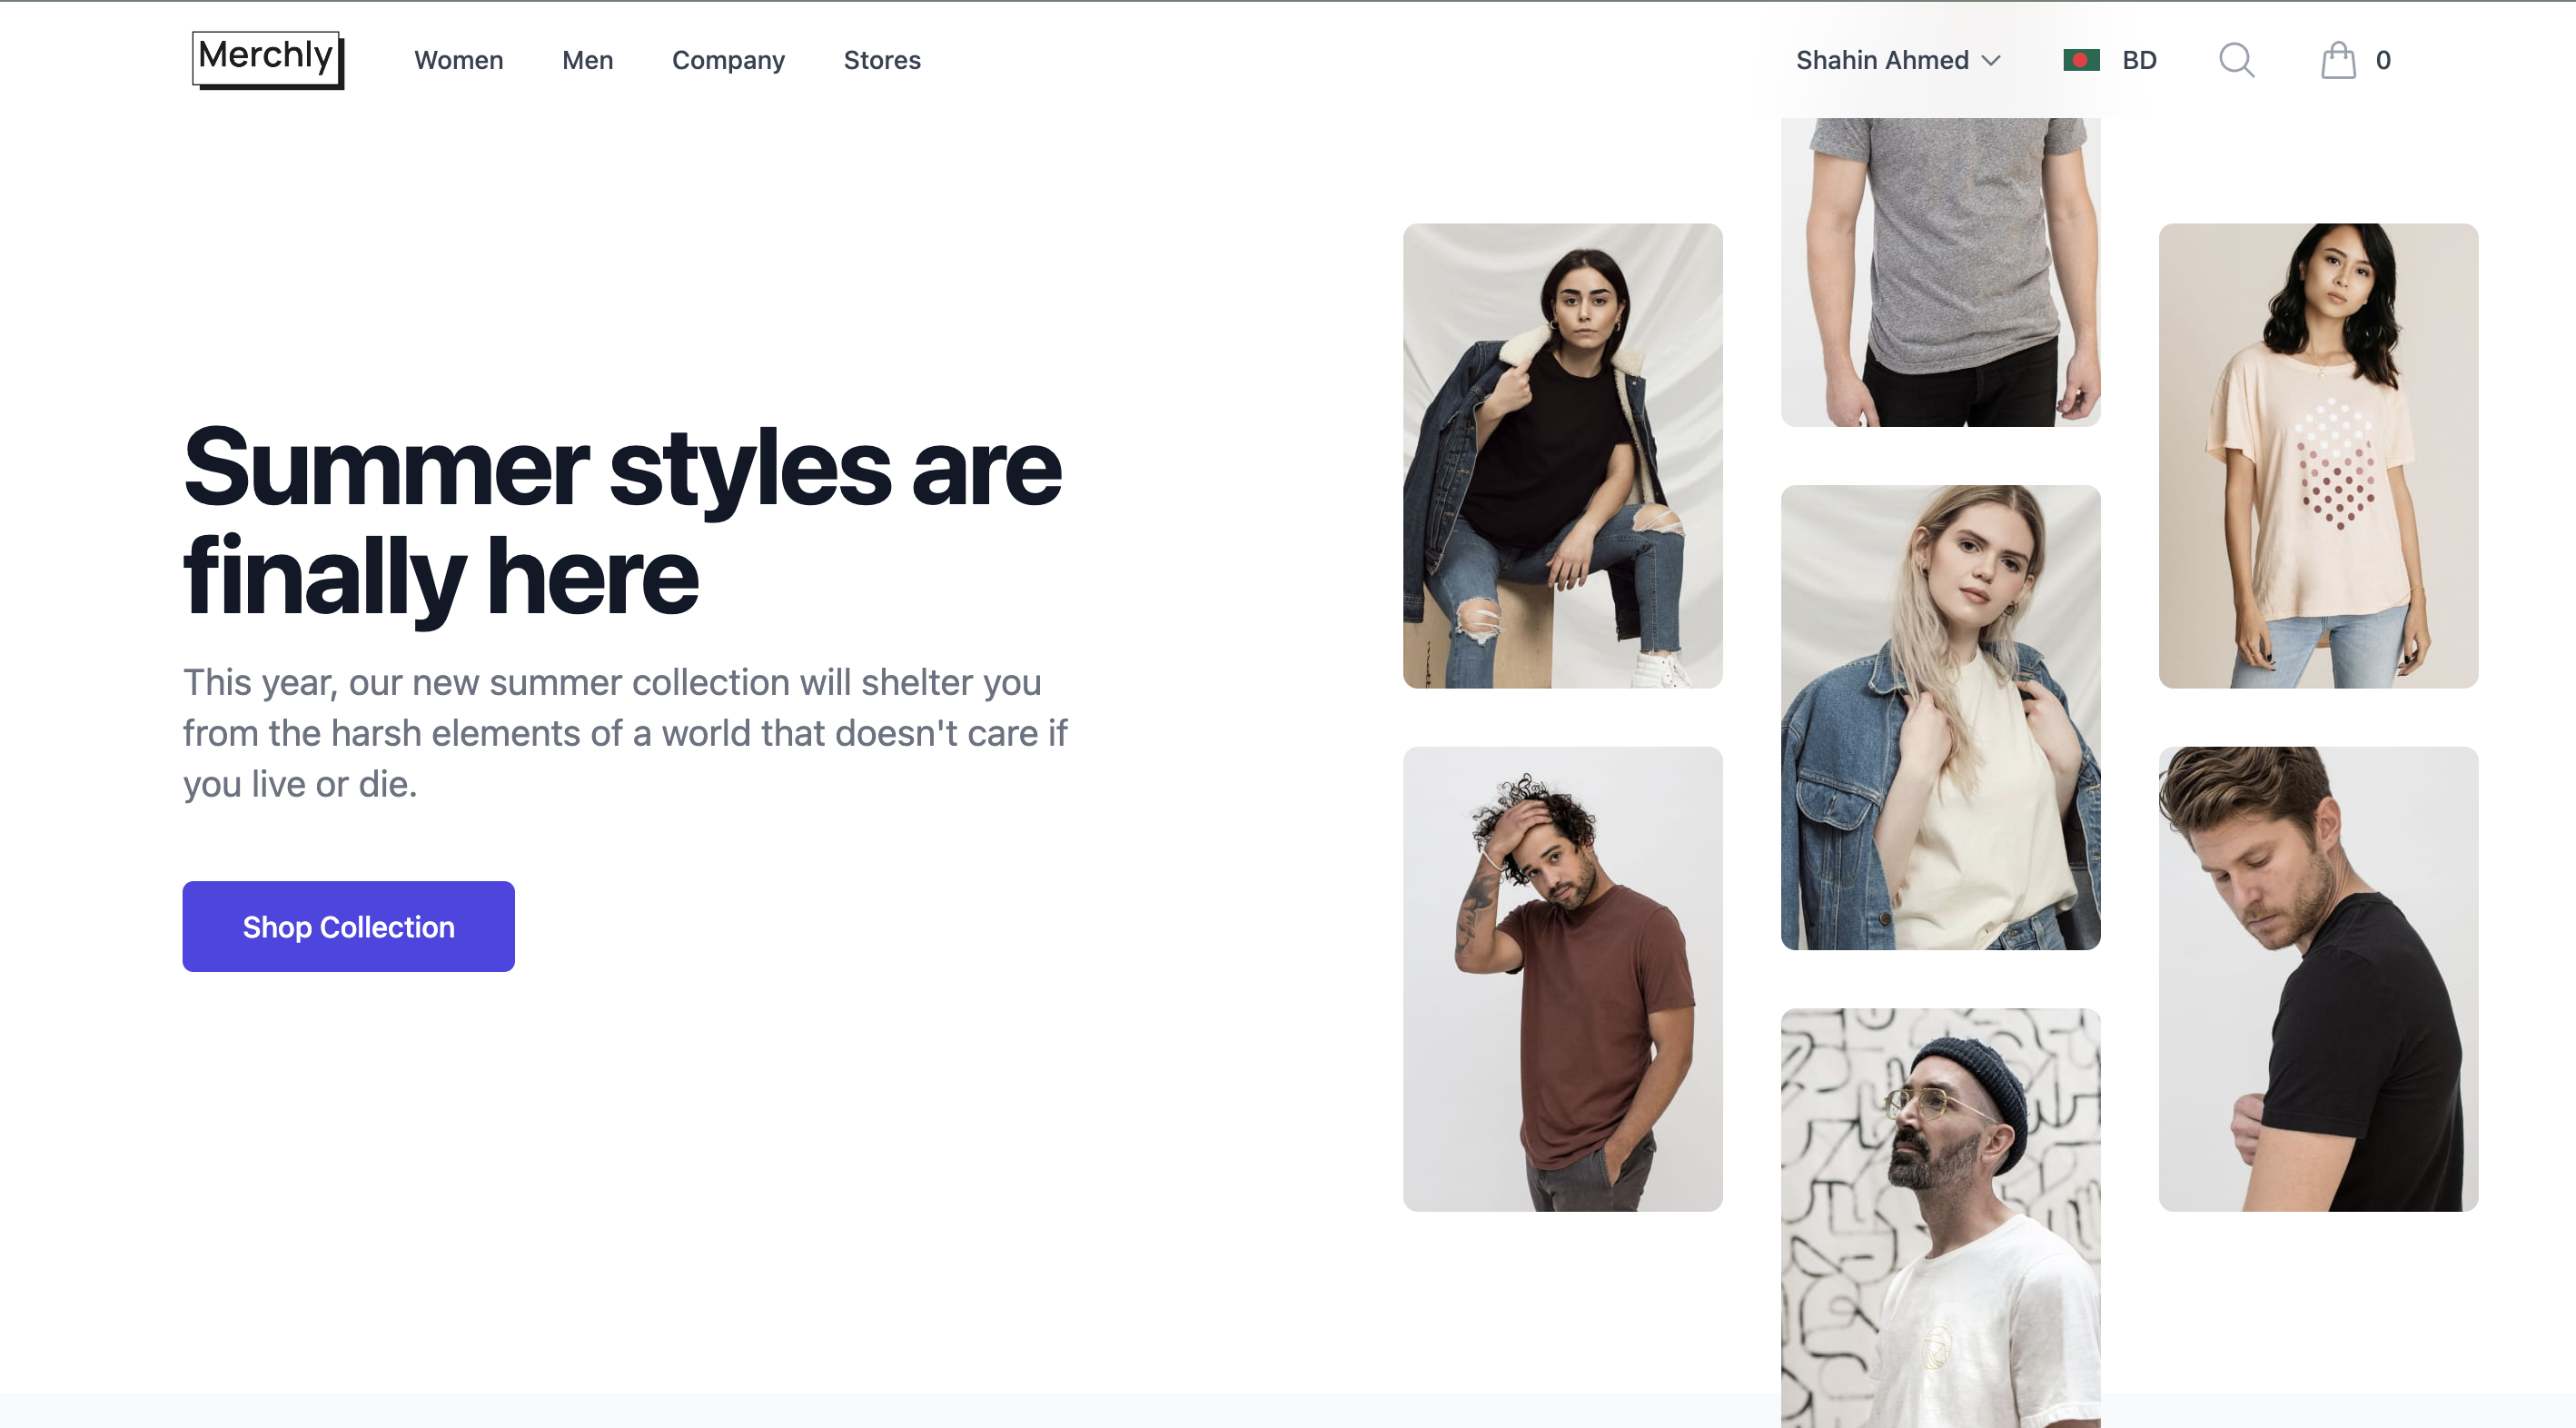 Merchly
Women
Men
Company
Stores
Shahin Ahmed
BD
0
Summer styles are
finally here
This year, our new summer collection will shelter you
from the harsh elements of a world that doesn't care if
you live or die.
Shop Collection